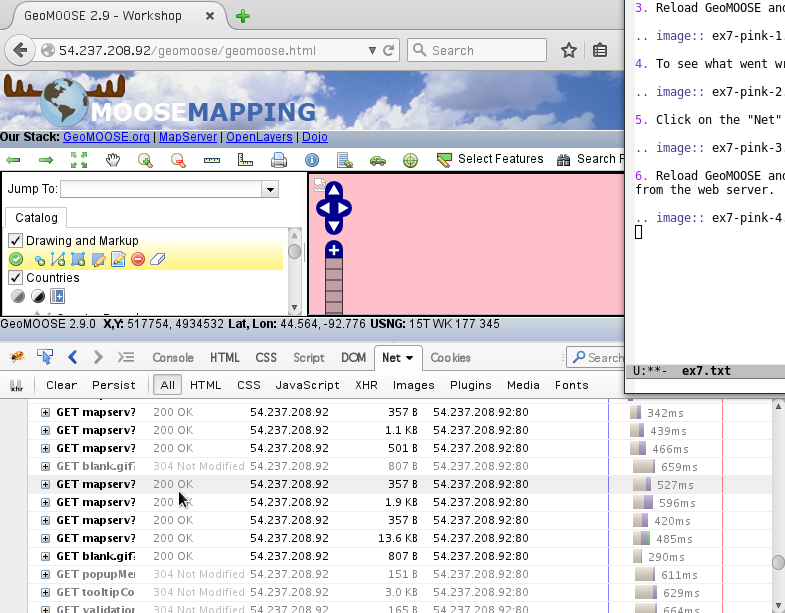 GeoMOOSE 2.9 - Workshop
54.237.208.92/geomoose/geomoose.html
Search
MOOSEMAPPING
Our Stack: GeoMOOSE.org | MapServer | OpenLayers | Dojo
Select Features
Search F
Jump To:
Catalog
Drawing and Markup
Countries
GeoMOOSE 2.9.0 X,Y: 517754, 4934532 Lat, Lon: 44.564, -92.776 USNG: 15T WK 177 345
3. Reload GeoMOOSE and
.. image:: ex7-pink-1.
4. To see what went wr
.. image:: ex7-pink-2.
5. Click on the "Net"
.. image:: ex7-pink-3.
6. Reload GeoMOOSE and
from the web server.
.. image:: ex7-pink-4.
U:**- ex7.txt
Console HTML CSS Script DOM Net Cookies
Search
xhr Clear Persist All HTML CSS JavaScript XHR Images Plugins Media Fonts
GET mapserv? 200 OK 54.237.208.92 357 B 54.237.208.92:80 342ms
GET mapserv? 200 OK 54.237.208.92 1.1 KB 54.237.208.92:80 439ms
GET mapserv? 200 OK 54.237.208.92 501 B 54.237.208.92:80 466ms
GET blank.gif? 304 Not Modified 54.237.208.92 807 B 54.237.208.92:80 659ms
GET mapserv? 200 OK 54.237.208.92 357 B 54.237.208.92:80 527ms
GET mapserv? 200 OK 54.237.208.92 1.9 KB 54.237.208.92:80 596ms
GET mapserv? 200 OK 54.237.208.92 357 B 54.237.208.92:80 420ms
GET mapserv? 200 OK 54.237.208.92 13.6 KB 54.237.208.92:80 485ms
GET blank.gif? 200 OK 54.237.208.92 807 B 54.237.208.92:80 290ms
GET popupMe 304 Not Modified 54.237.208.92 151 B 54.237.208.92:80 611ms
GET tooltipCo 304 Not Modified 54.237.208.92 3.0 KB 54.237.208.92:80 629ms
GET validation 304 Not Modified 54.237.208.92 165 B 54.237.208.92:80 664ms